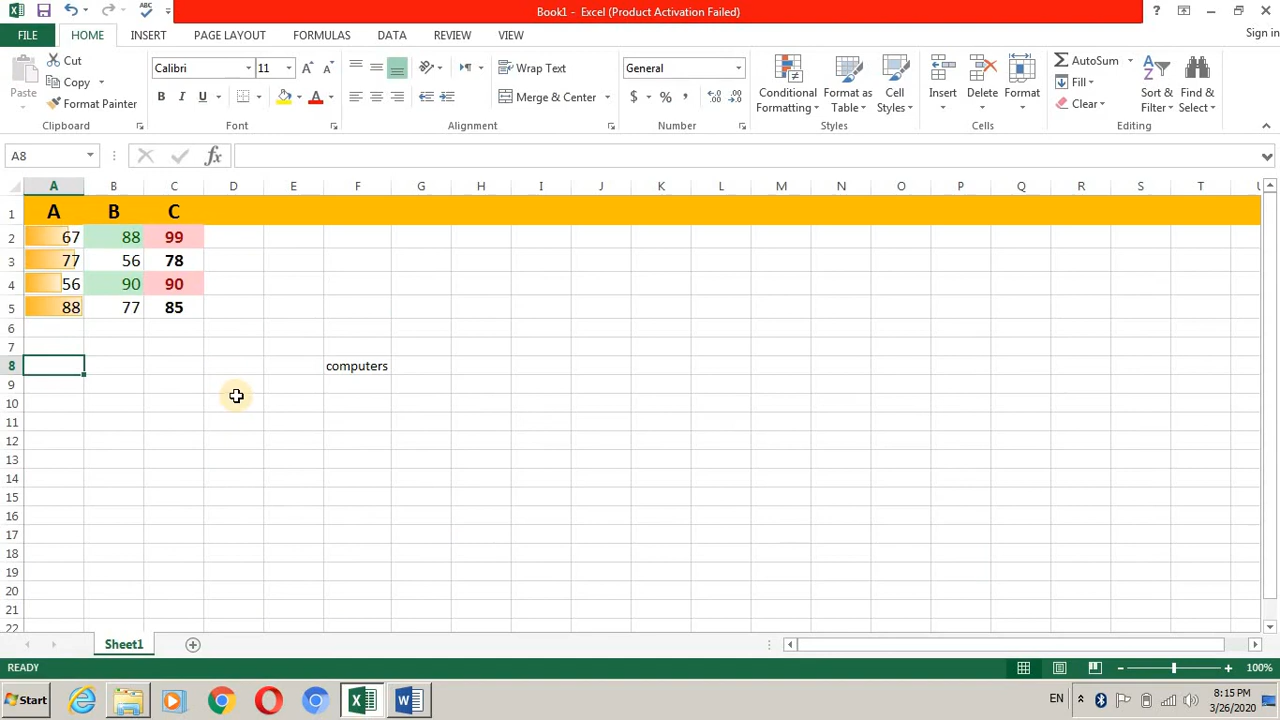 Book1 - Excel (Product Activation Failed)
Sign in
FILE HOME INSERT PAGE LAYOUT FORMULAS DATA REVIEW VIEW
Paste
Cut
Copy
Format Painter
Clipboard
Calibri 11
B I U
Font
Wrap Text
Merge & Center
Alignment
General
$ % ,
Number
Conditional Formatting
Format as Table
Cell Styles
Styles
Insert Delete Format
Cells
AutoSum
Fill
Clear
Sort & Filter
Find & Select
Editing
A8
fx
A B C D E F G H I J K L M N O P Q R S T U
1 A B C
2 67 88 99
3 77 56 78
4 56 90 90
5 88 77 85
6
7
8 computers
9
10
11
12
13
14
15
16
17
18
19
20
21
22
Sheet1
READY
100%
Start
EN
8:15 PM
3/26/2020